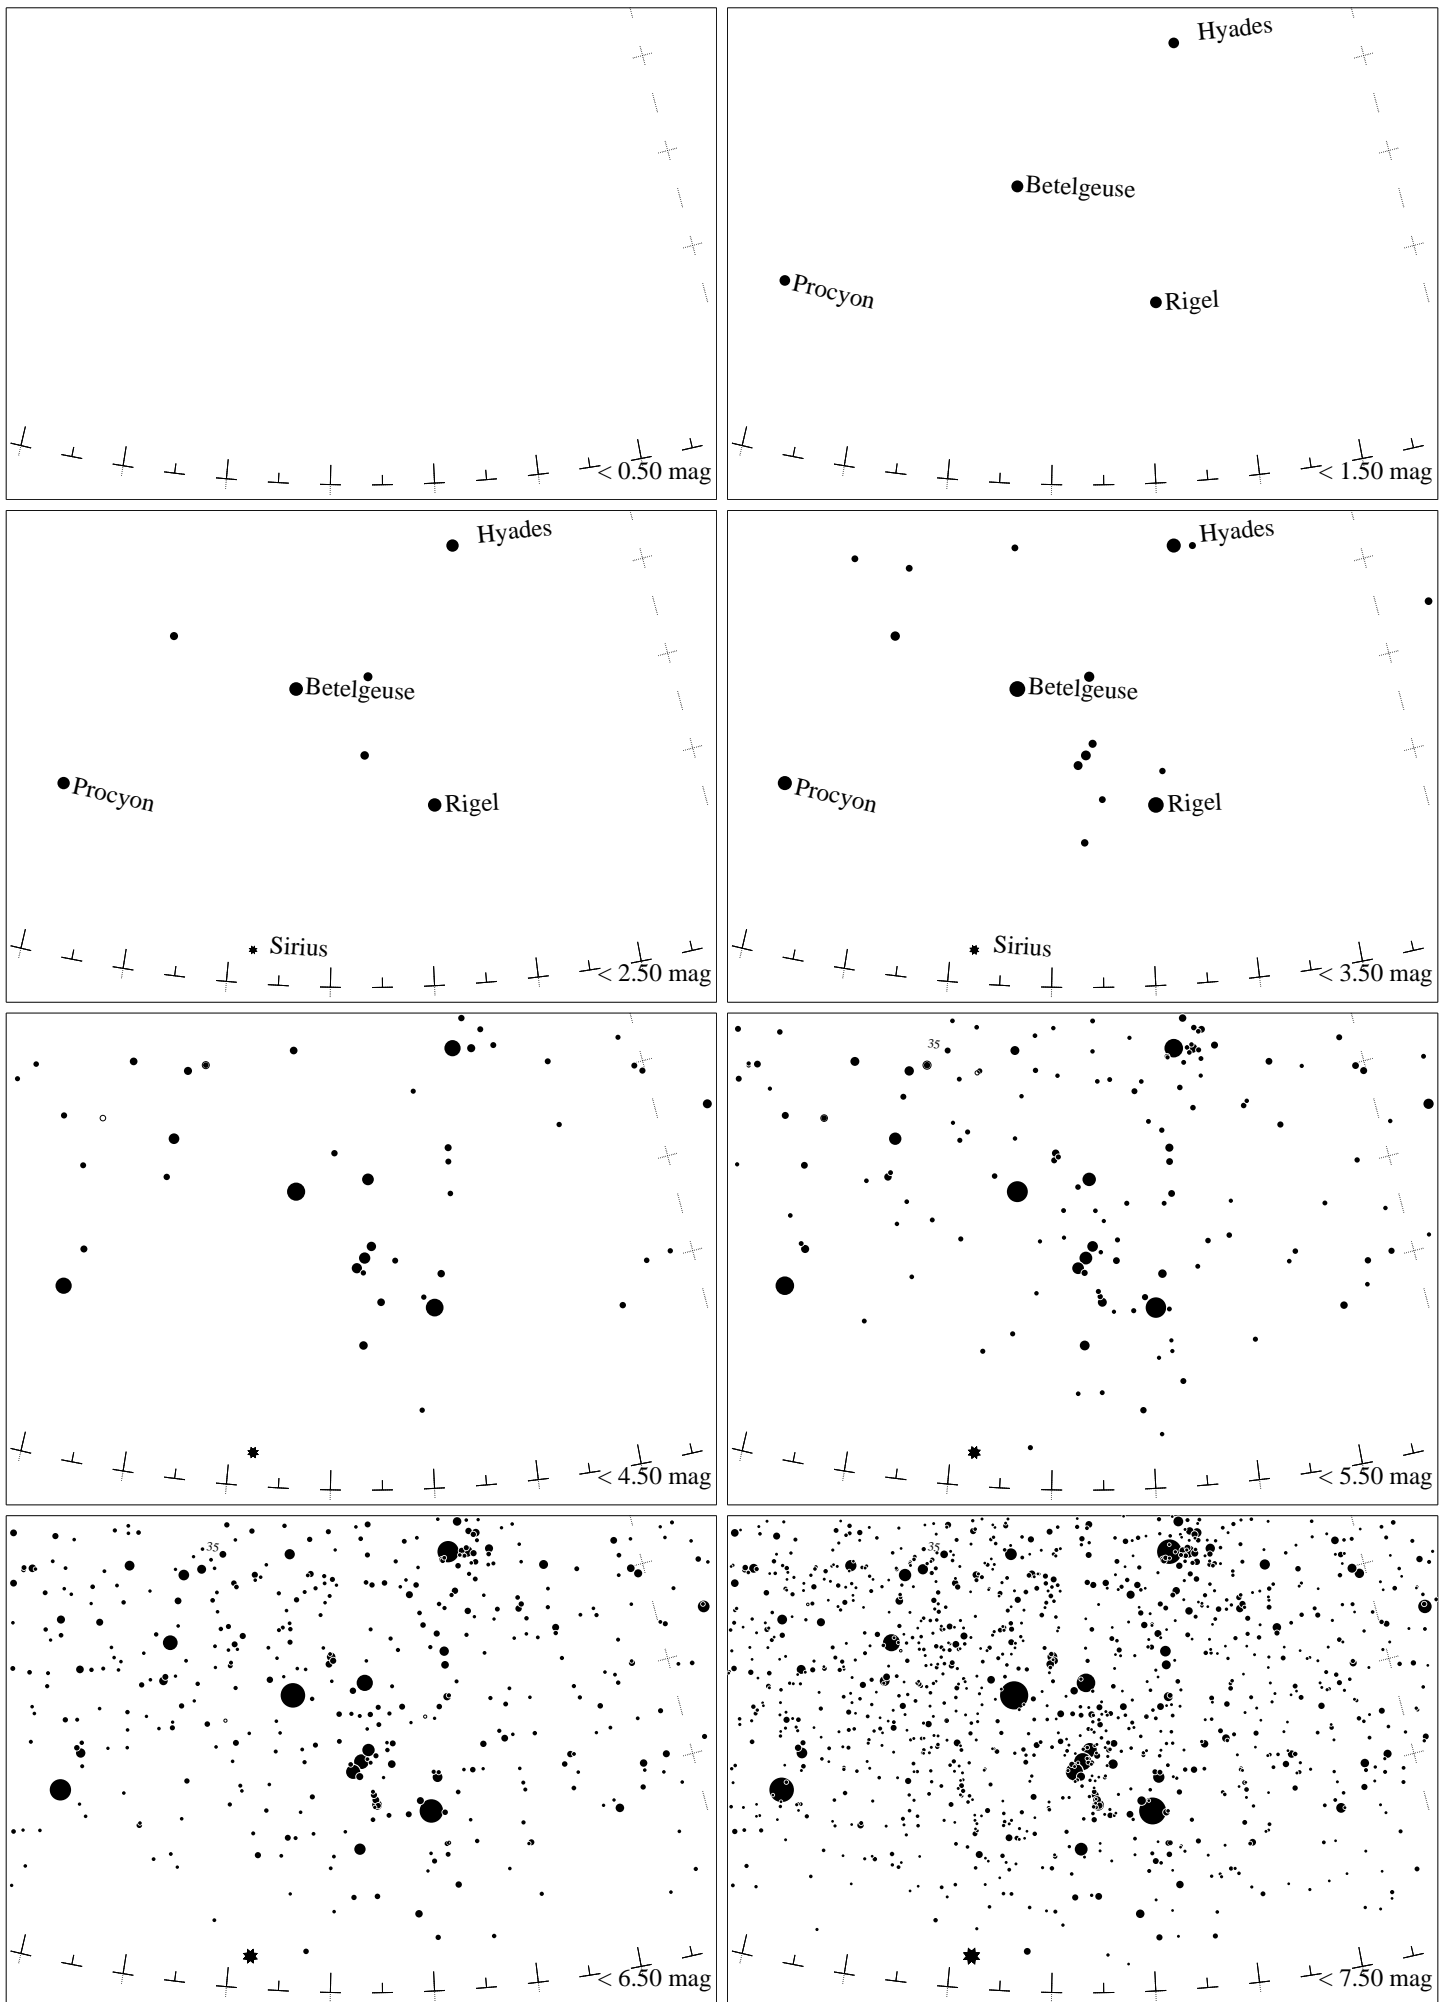 < 0.50 mag
Hyades
Betelgeuse
Procyon
Rigel
< 1.50 mag
Hyades
Betelgeuse
Procyon
Rigel
Sirius
< 2.50 mag
Hyades
Betelgeuse
Procyon
Rigel
Sirius
< 3.50 mag
< 4.50 mag
35
< 5.50 mag
35
< 6.50 mag
35
< 7.50 mag